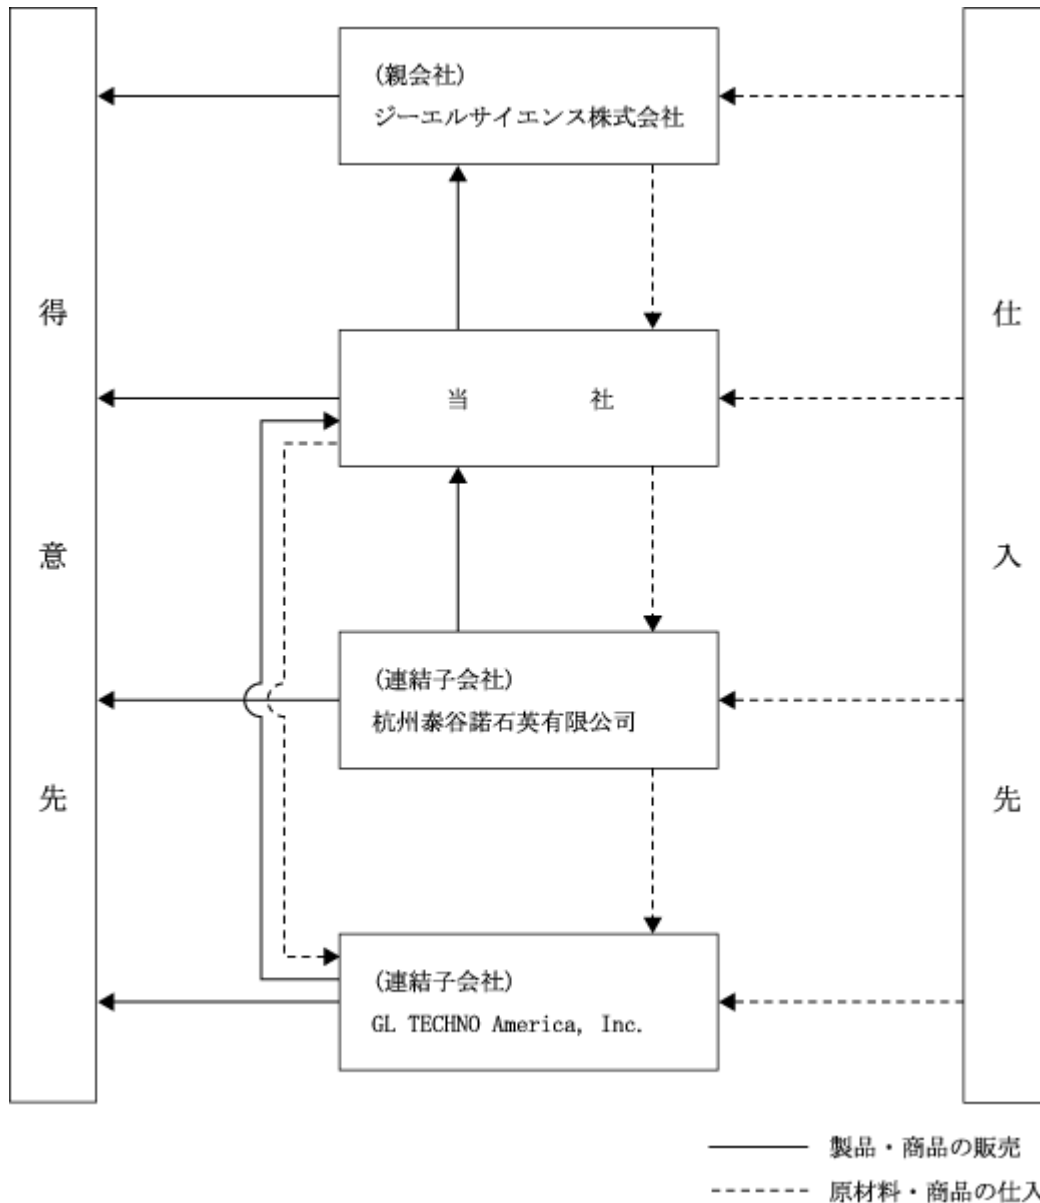 得意先
(親会社)
ジーエルサイエンス株式会社
当社
(連結子会社)
杭州泰谷諾石英有限公司
(連結子会社)
GL TECHNO America, Inc.
仕入先
製品・商品の販売
原材料・商品の仕入